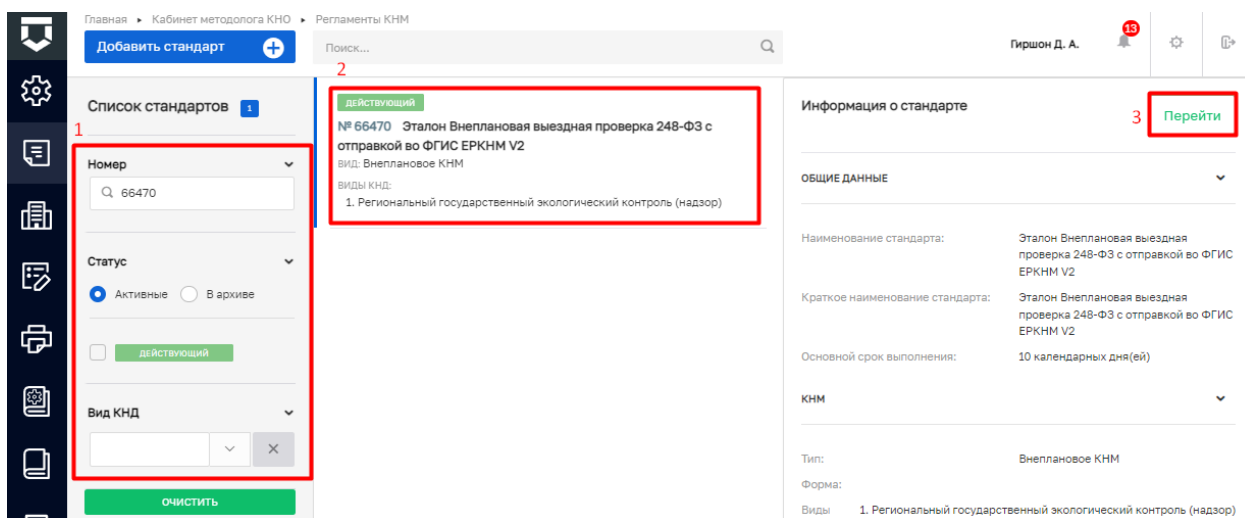 Главная ▸ Кабинет методолога КНО ▸ Регламенты КНМ
Добавить стандарт
Поиск...
Гиршон Д. А.
13
Список стандартов 1
1
Номер
66470
Статус
Активные В архиве
ДЕЙСТВУЮЩИЙ
Вид КНД
ОЧИСТИТЬ
2
ДЕЙСТВУЮЩИЙ
№ 66470 Эталон Внеплановая выездная проверка 248-ФЗ с
отправкой во ФГИС ЕРКНМ V2
ВИД: Внеплановое КНМ
ВИДЫ КНД:
1. Региональный государственный экологический контроль (надзор)
Информация о стандарте
3 Перейти
ОБЩИЕ ДАННЫЕ
Наименование стандарта: Эталон Внеплановая выездная
проверка 248-ФЗ с отправкой во ФГИС
ЕРКНМ V2
Краткое наименование стандарта: Эталон Внеплановая выездная
проверка 248-ФЗ с отправкой во ФГИС
ЕРКНМ V2
Основной срок выполнения: 10 календарных дня(ей)
КНМ
Тип: Внеплановое КНМ
Форма:
Виды 1. Региональный государственный экологический контроль (надзор)